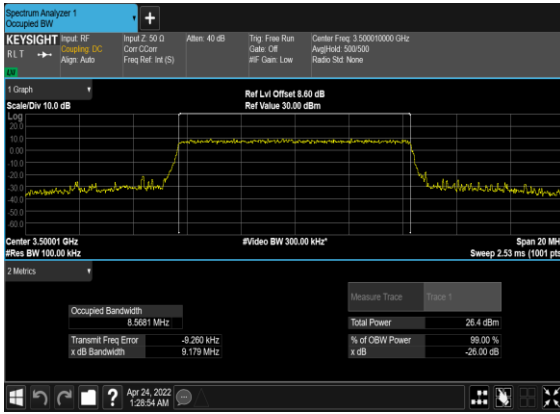 Spectrum Analyzer 1
Occupied BW
KEYSIGHT
Input: RF
Input Z: 50 Ω
Atten: 40 dB
Trig: Free Run
Center Freq: 3.500010000 GHz
RLT
Coupling: DC
Corr CCorr
Gate: Off
Avg|Hold: 500/500
Align: Auto
Freq Ref: Int (S)
#IF Gain: Low
Radio Std: None
1 Graph
Ref Lvl Offset 8.60 dB
Scale/Div 10.0 dB
Ref Value 30.00 dBm
Log
20.0
10.0
0.00
-10.0
-20.0
-30.0
-40.0
-50.0
-60.0
Center 3.50001 GHz
#Video BW 300.00 kHz*
Span 20 MH
#Res BW 100.00 kHz
Sweep 2.53 ms (1001 pts
2 Metrics
Measure Trace
Trace 1
Occupied Bandwidth
8.5681 MHz
Total Power
26.4 dBm
Transmit Freq Error
-9.260 kHz
% of OBW Power
99.00 %
x dB Bandwidth
9.179 MHz
x dB
-26.00 dB
Apr 24, 2022
1:28:54 AM